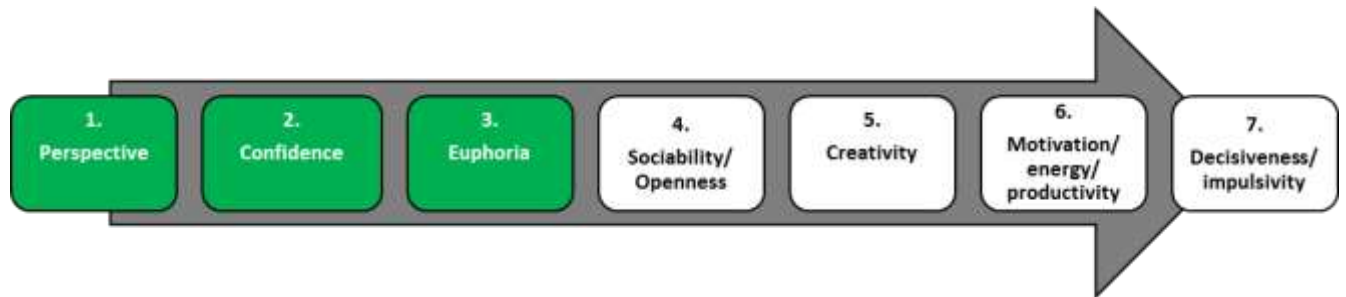 1.
Perspective
2.
Confidence
3.
Euphoria
4.
Sociability/
Openness
5.
Creativity
6.
Motivation/
energy/
productivity
7.
Decisiveness/
impulsivity